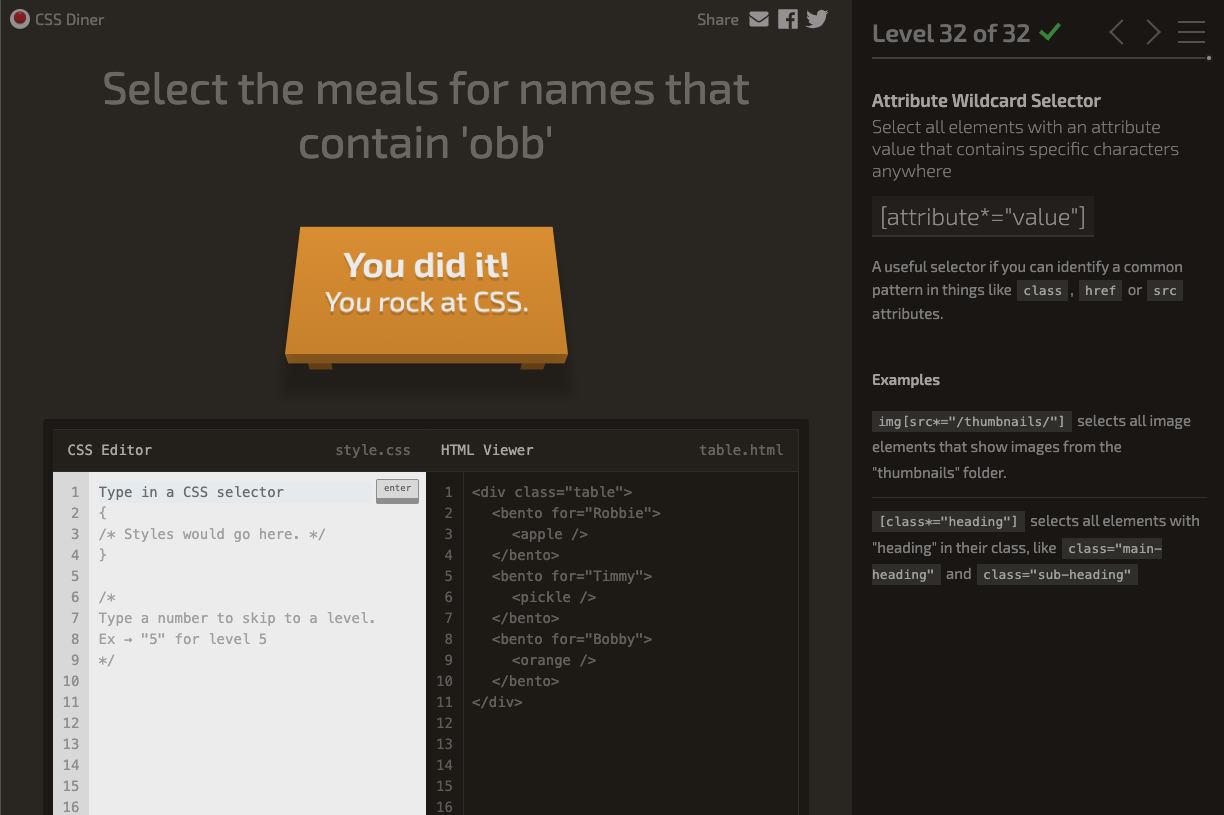 CSS Diner
Share
Select the meals for names that
contain 'obb'
You did it!
You rock at CSS.
CSS Editor
style.css
HTML Viewer
table.html
1 Type in a CSS selector
enter
2 {
3 /* Styles would go here. */
4 }
5
6 /*
7 Type a number to skip to a level.
8 Ex → "5" for level 5
9 */
10
11
12
13
14
15
16
1 <div class="table">
2 <bento for="Robbie">
3 <apple />
4 </bento>
5 <bento for="Timmy">
6 <pickle />
7 </bento>
8 <bento for="Bobby">
9 <orange />
10 </bento>
11 </div>
12
13
14
15
16
Level 32 of 32
Attribute Wildcard Selector
Select all elements with an attribute
value that contains specific characters
anywhere
[attribute*="value"]
A useful selector if you can identify a common
pattern in things like class, href or src
attributes.
Examples
img[src*="/thumbnails/"] selects all image
elements that show images from the
"thumbnails" folder.
[class*="heading"] selects all elements with
"heading" in their class, like class="main-
heading" and class="sub-heading"